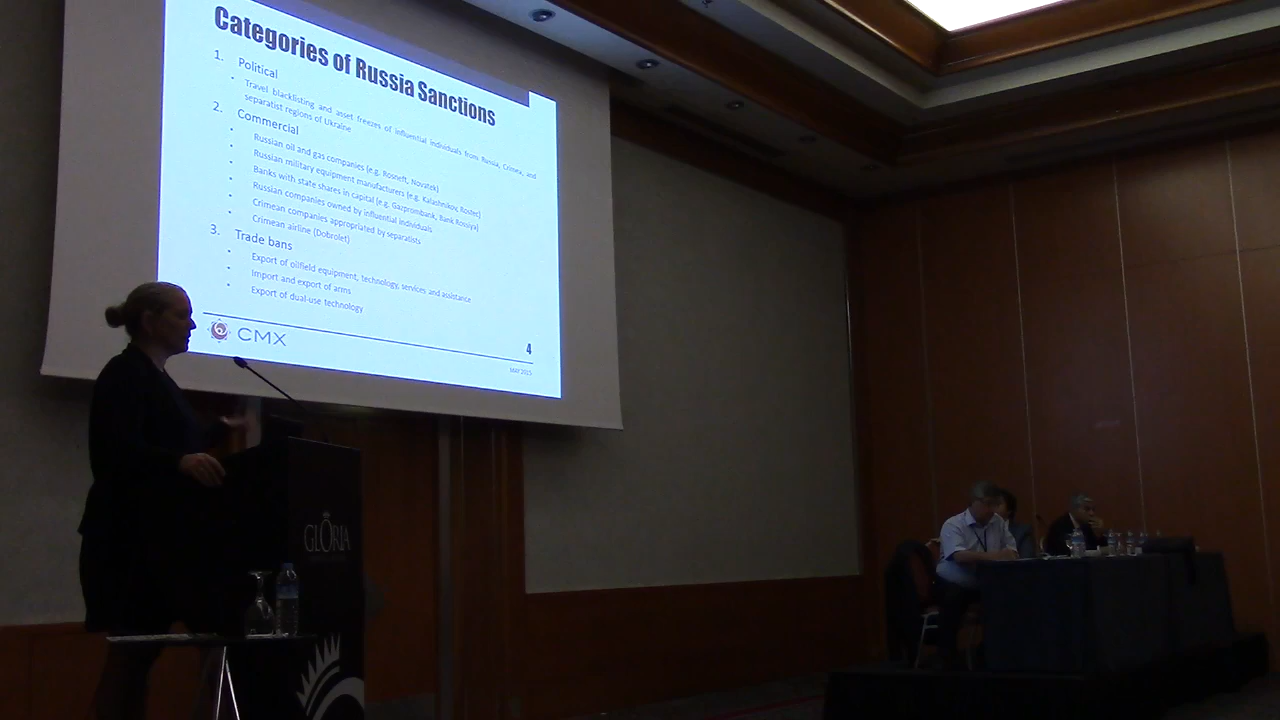 Categories of Russia Sanctions
1. Political
• Travel blacklisting and asset freezes of influential individuals from Russia, Crimea, and
separatist regions of Ukraine
2. Commercial
• Russian oil and gas companies (e.g. Rosneft, Novatek)
• Russian military equipment manufacturers (e.g. Kalashnikov, Rostec)
• Banks with state shares in capital (e.g. Gazprombank, Bank Rossiya)
• Russian companies owned by influential individuals
• Crimean companies appropriated by separatists
• Crimean airline (Dobrolet)
3. Trade bans
• Export of oilfield equipment, technology, services and assistance
• Import and export of arms
• Export of dual-use technology
CMX
4
MAY 2015
GLORIA